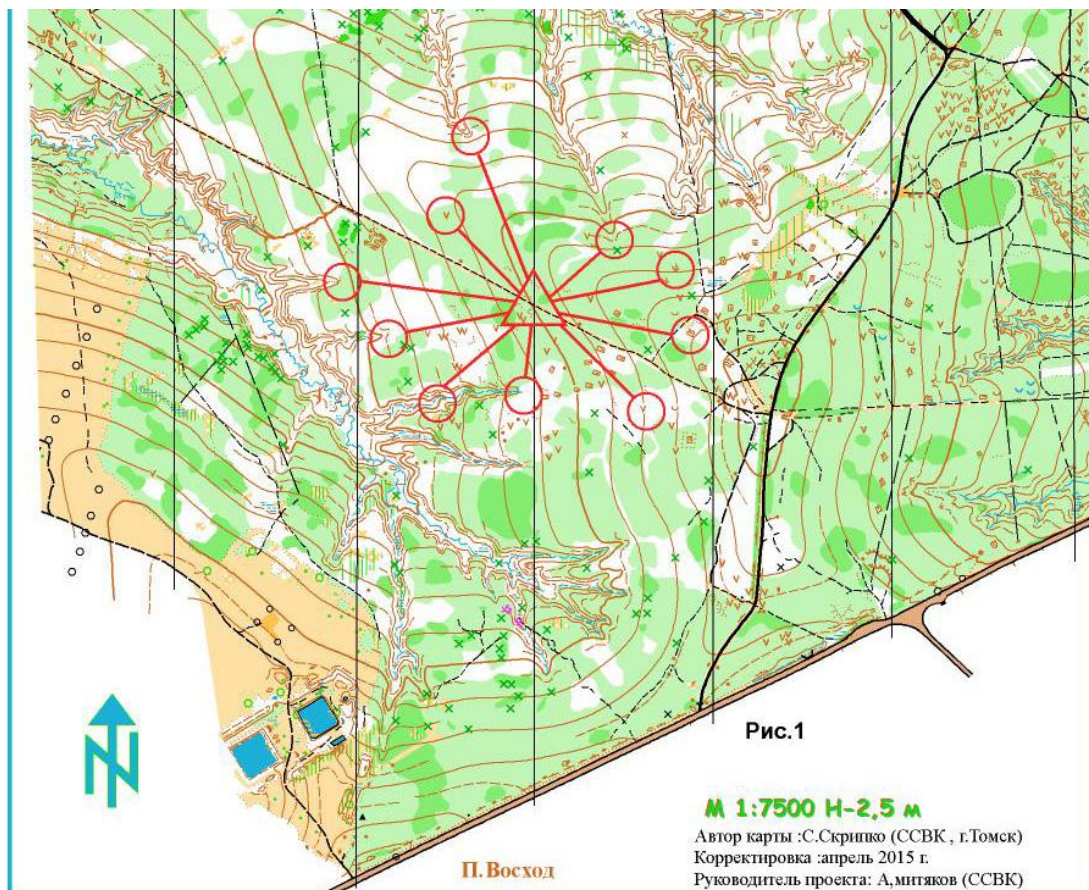 Рис.1
М 1:7500 Н-2,5 м
Автор карты :С.Скрипко (ССВК , г.Томск)
Корректировка :апрель 2015 г.
П.Восход
Руководитель проекта: А,митяков (ССВК)